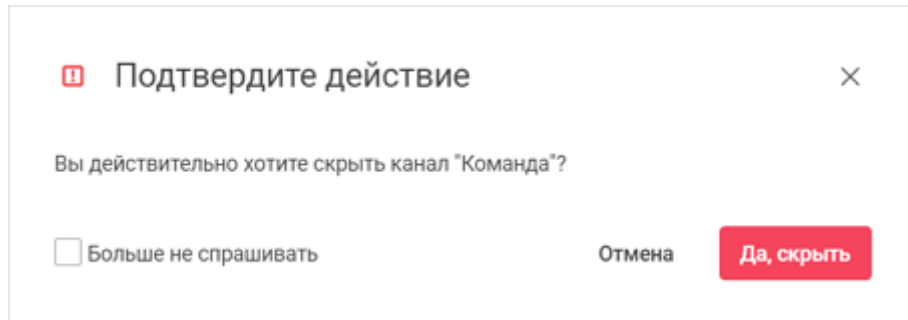 Подтвердите действие
Вы действительно хотите скрыть канал "Команда"?
Больше не спрашивать
Отмена
Да, скрыть